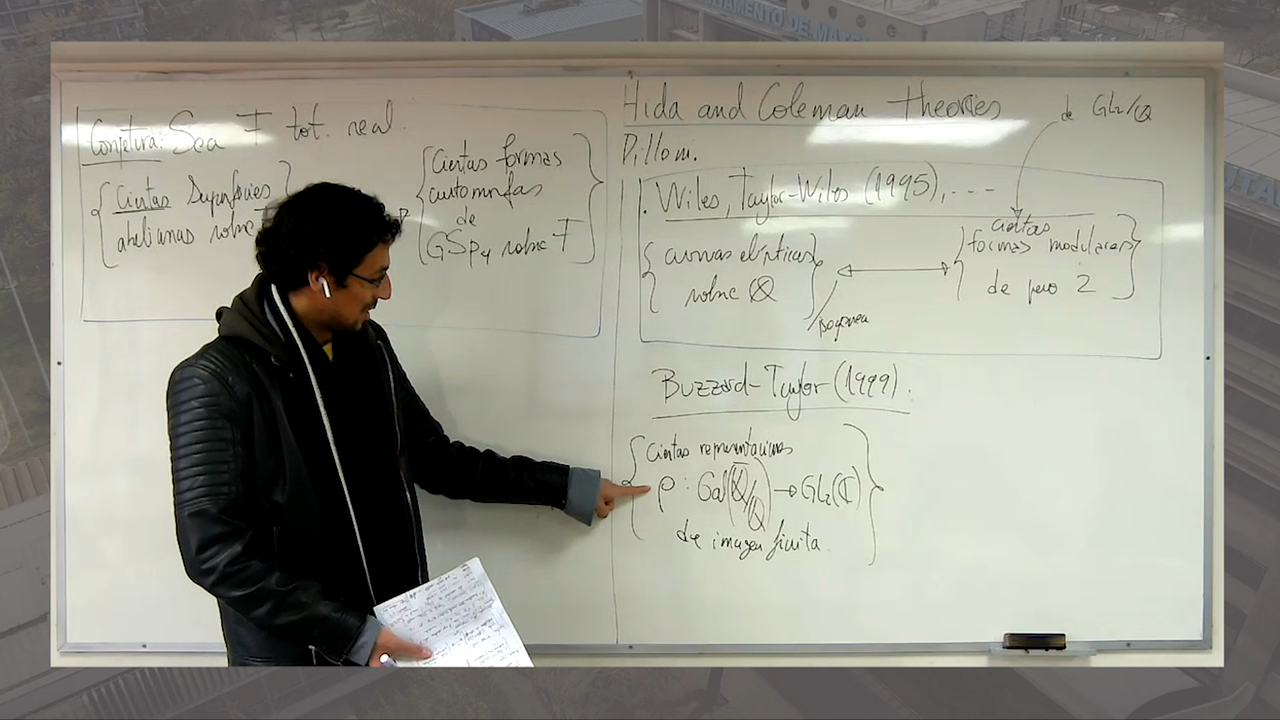 Conjetura: Sea F tot. real.
{ Ciertas Superficies
abelianas sobre F }
{ Ciertas formas
automorfas
de
GSp4 sobre F }
Hida and Coleman theories
Pilloni.
de GL2/Q
. Wiles, Taylor-Wiles (1995), ---
{ curvas elípticas
sobre Q }
isogenia
{ ciertas
formas modulares
de peso 2 }
Buzzard-Taylor (1999).
{ Ciertas representaciones
ρ : Gal(Q̅/Q) → GL2(C) }
de imagen finita